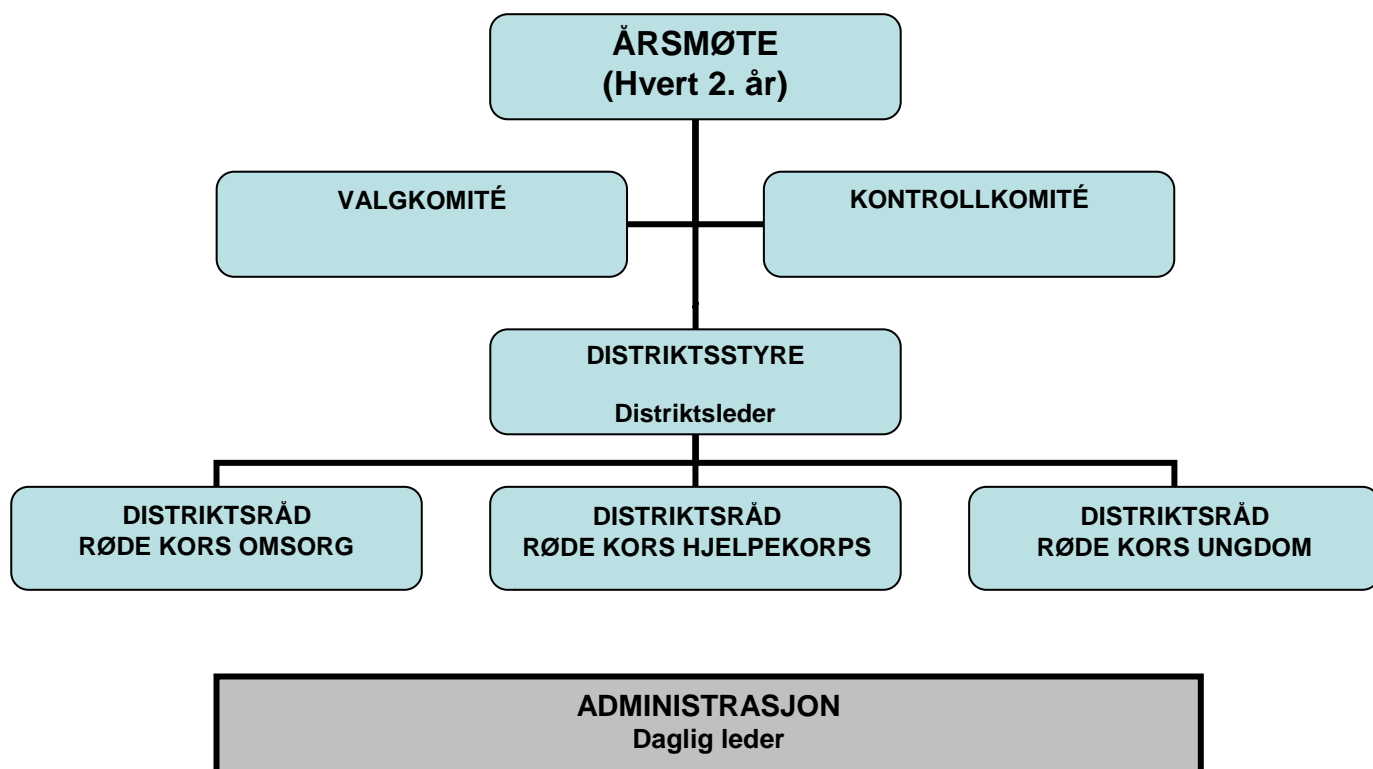 ÅRSMØTE
(Hvert 2. år)
VALGKOMITÉ
KONTROLLKOMITÉ
DISTRIKTSSTYRE
Distriktsleder
DISTRIKTSRÅD
RØDE KORS OMSORG
DISTRIKTSRÅD
RØDE KORS HJELPEKORPS
DISTRIKTSRÅD
RØDE KORS UNGDOM
ADMINISTRASJON
Daglig leder